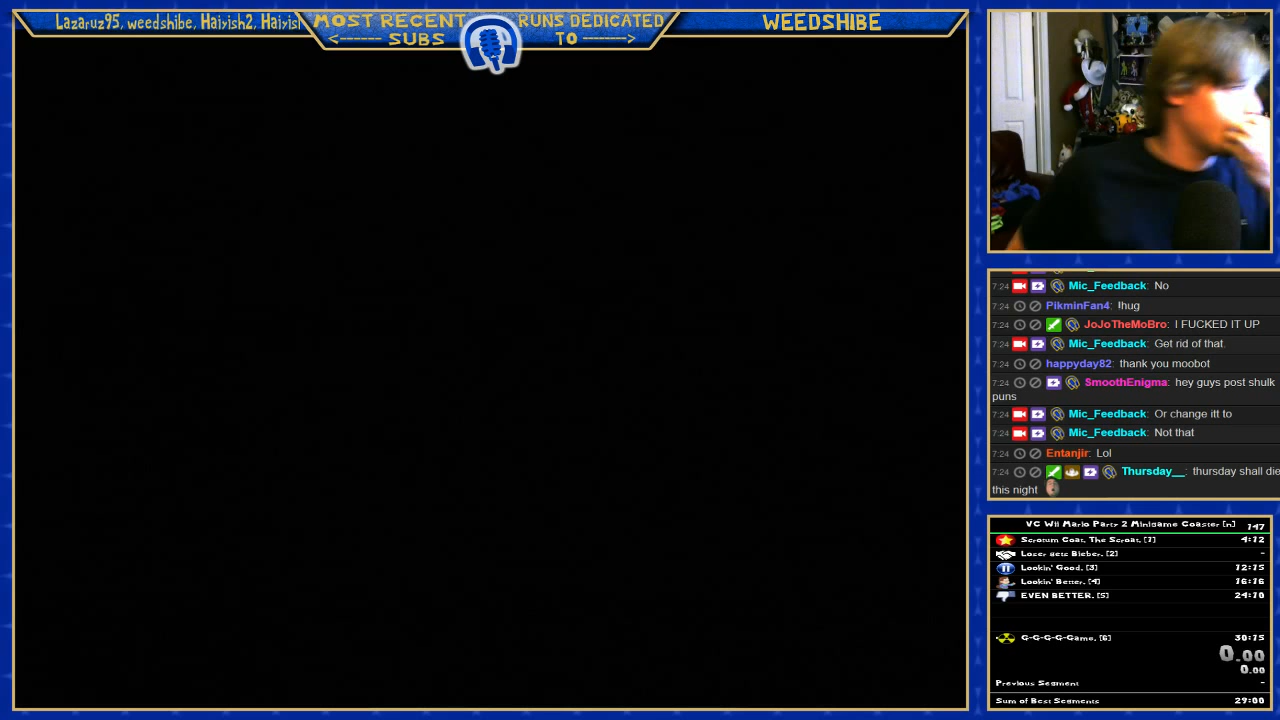 Lazaruz95, weedshibe, Haiyish2, Haiyis
MOST RECENT
<------ SUBS
RUNS DEDICATED
TO ------>
WEEDSHIBE
7:24 Mic_Feedback: No
7:24 PikminFan4: !hug
7:24 JoJoTheMoBro: I FUCKED IT UP
7:24 Mic_Feedback: Get rid of that.
7:24 happyday82: thank you moobot
7:24 SmoothEnigma: hey guys post shulk
puns
7:24 Mic_Feedback: Or change itt to
7:24 Mic_Feedback: Not that
7:24 Entanjir: Lol
7:24 Thursday__: thursday shall die
this night
VC Wii Mario Party 2 Minigame Coaster [n] 147
Scrotum Coat, The Scroat. [1] 4:12
Loser gets Bieber. [2] -
Lookin' Good. [3] 12:15
Lookin' Better. [4] 16:16
EVEN BETTER. [5] 24:10
G-G-G-G-Game. [6] 30:15
0.00
0.00
Previous Segment -
Sum of Best Segments 29:00